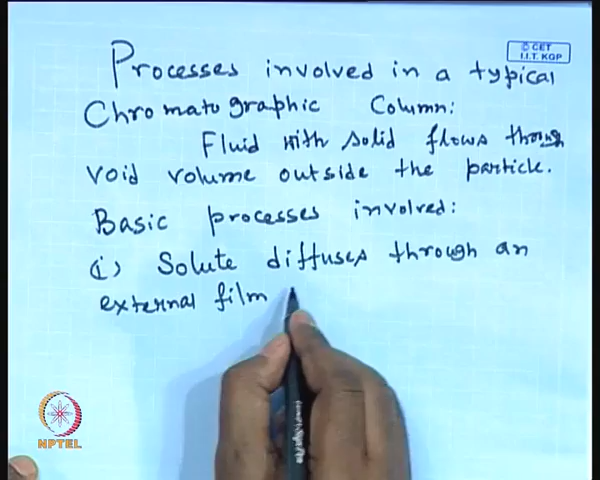 © CET
I.I.T. KGP
Processes involved in a typical
Chromatographic Column:
Fluid with solid flows through
void volume outside the particle.
Basic processes involved:
(i) Solute diffuses through an
external film
NPTEL